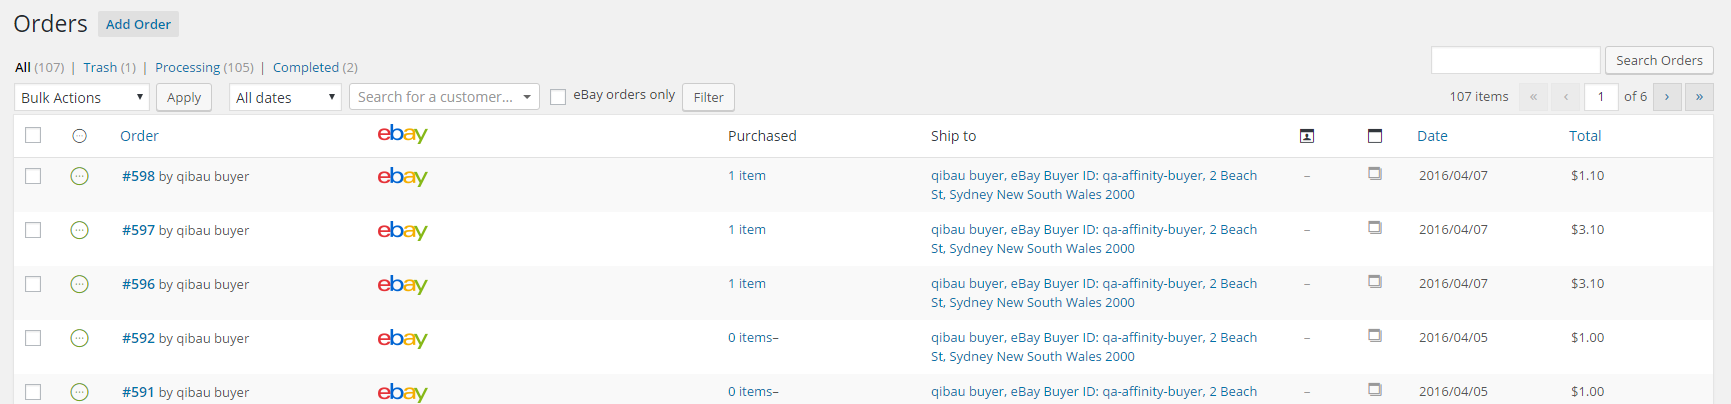 Orders Add Order
All (107) | Trash (1) | Processing (105) | Completed (2)
Search Orders
Bulk Actions Apply All dates Search for a customer... eBay orders only Filter 107 items « ‹ 1 of 6 › »
Order ebay Purchased Ship to Date Total
#598 by qibau buyer ebay 1 item qibau buyer, eBay Buyer ID: qa-affinity-buyer, 2 Beach – 2016/04/07 $1.10
St, Sydney New South Wales 2000
#597 by qibau buyer ebay 1 item qibau buyer, eBay Buyer ID: qa-affinity-buyer, 2 Beach – 2016/04/07 $3.10
St, Sydney New South Wales 2000
#596 by qibau buyer ebay 1 item qibau buyer, eBay Buyer ID: qa-affinity-buyer, 2 Beach – 2016/04/07 $3.10
St, Sydney New South Wales 2000
#592 by qibau buyer ebay 0 items– qibau buyer, eBay Buyer ID: qa-affinity-buyer, 2 Beach – 2016/04/05 $1.00
St, Sydney New South Wales 2000
#591 by qibau buyer ebay 0 items– qibau buyer, eBay Buyer ID: qa-affinity-buyer, 2 Beach – 2016/04/05 $1.00